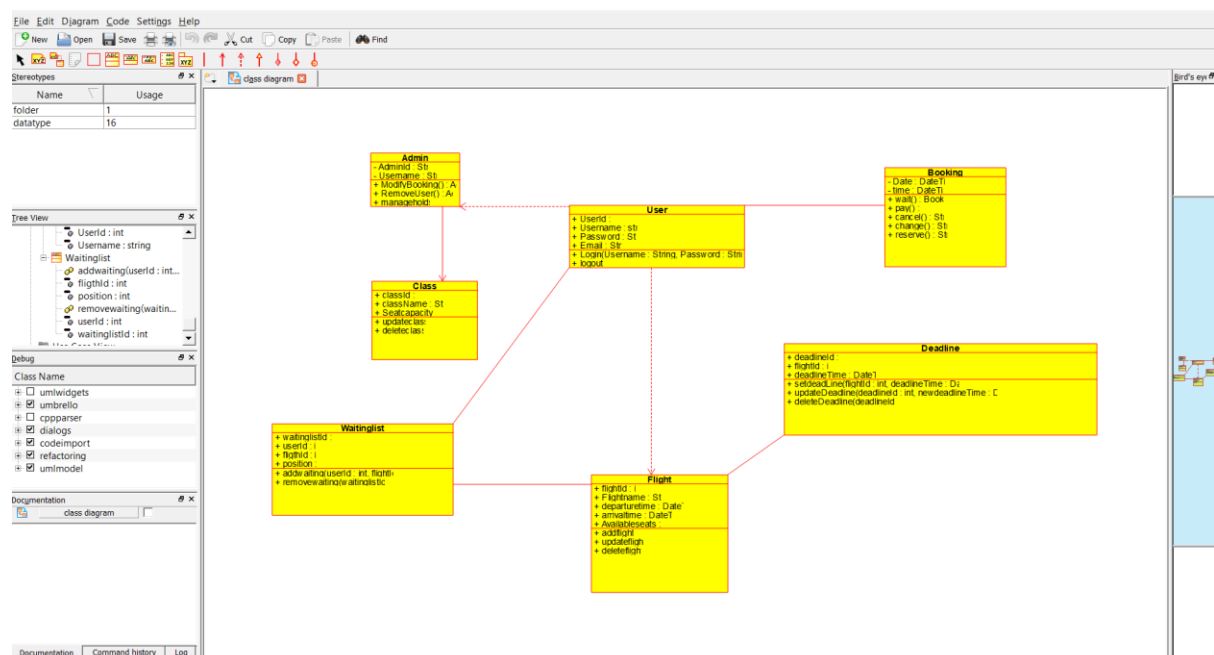 File Edit Diagram Code Settings Help
New Open Save Cut Copy Paste Find
Stereotypes
Name Usage
folder 1
datatype 16
Tree View
UserId : int
Username : string
Waitinglist
addwaiting(userId : int...
fligthId : int
position : int
removewaiting(waitin...
userId : int
waitinglistId : int
Debug
Class Name
umlwidgets
umbrello
cppparser
dialogs
codeimport
refactoring
umlmodel
Documentation
class diagram
Documentation Command history Log
class diagram
Bird's eye
Admin
- AdminId : Str
- Username : St
+ ModifyBooking() : A
+ RemoveUser() : A
+ manageholds
Class
+ classId :
+ className : St
+ Seatcapacity
+ updateclas
+ deleteclas
User
+ UserId :
+ Username : str
+ Password : St
+ Email : Str
+ Login(Username : String, Password : Stri
+ logout
Booking
- Date : DateTi
- time : DateTi
+ wait() : Book
+ pay() :
+ cancel() : St
+ change() : St
+ reserve() : St
Deadline
+ deadlineId :
+ flightId : i
+ deadlineTime : DateT
+ setdeadLine(flightId : int, deadlineTime : Da
+ updateDeadline(deadlineId : int, newdeadlineTime : D
+ deleteDeadline(deadlineId
Waitinglist
+ waitinglistId :
+ userId : i
+ fligthId : i
+ position :
+ addwaiting(userId : int, flightI
+ removewaiting(waitinglistId
Flight
+ flightId : i
+ Flightname : St
+ departuretime : Date
+ arrivaltime : DateT
+ Availableseats :
+ addflight
+ updatefligh
+ deletefligh